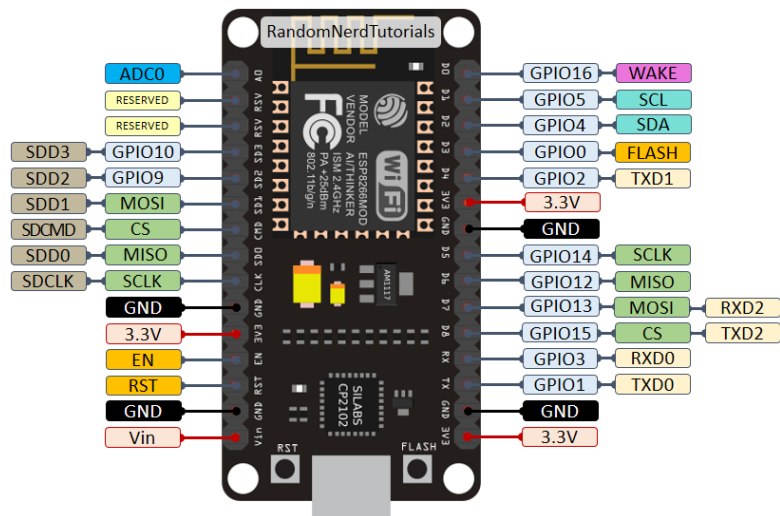 RandomNerdTutorials
ADC0
RESERVED
RESERVED
SDD3 GPIO10
SDD2 GPIO9
SDD1 MOSI
SDCMD CS
SDD0 MISO
SDCLK SCLK
GND
3.3V
EN
RST
GND
Vin
A0
RSV
RSV
SD3
SD2
SD1
CMD
SD0
CLK
GND
3V3
EN
RST
GND
Vin
MODEL
VENDOR
ESP8266MOD
AI/THINKER
ISM 2.4GHz
PA +25dBm
802.11b/g/n
FC
WiFi
AM1117
SILABS
CP2102
RST
FLASH
D0
D1
D2
D3
D4
3V3
GND
D5
D6
D7
D8
RX
TX
GND
3V3
GPIO16 WAKE
GPIO5 SCL
GPIO4 SDA
GPIO0 FLASH
GPIO2 TXD1
3.3V
GND
GPIO14 SCLK
GPIO12 MISO
GPIO13 MOSI RXD2
GPIO15 CS TXD2
GPIO3 RXD0
GPIO1 TXD0
GND
3.3V